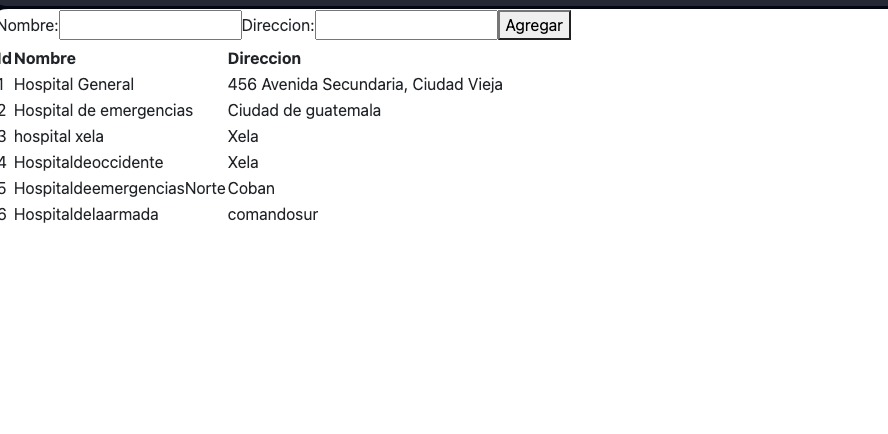 Nombre: Direccion: Agregar
Id Nombre Direccion
1 Hospital General 456 Avenida Secundaria, Ciudad Vieja
2 Hospital de emergencias Ciudad de guatemala
3 hospital xela Xela
4 Hospitaldeoccidente Xela
5 HospitaldeemergenciasNorte Coban
6 Hospitaldelaarmada comandosur